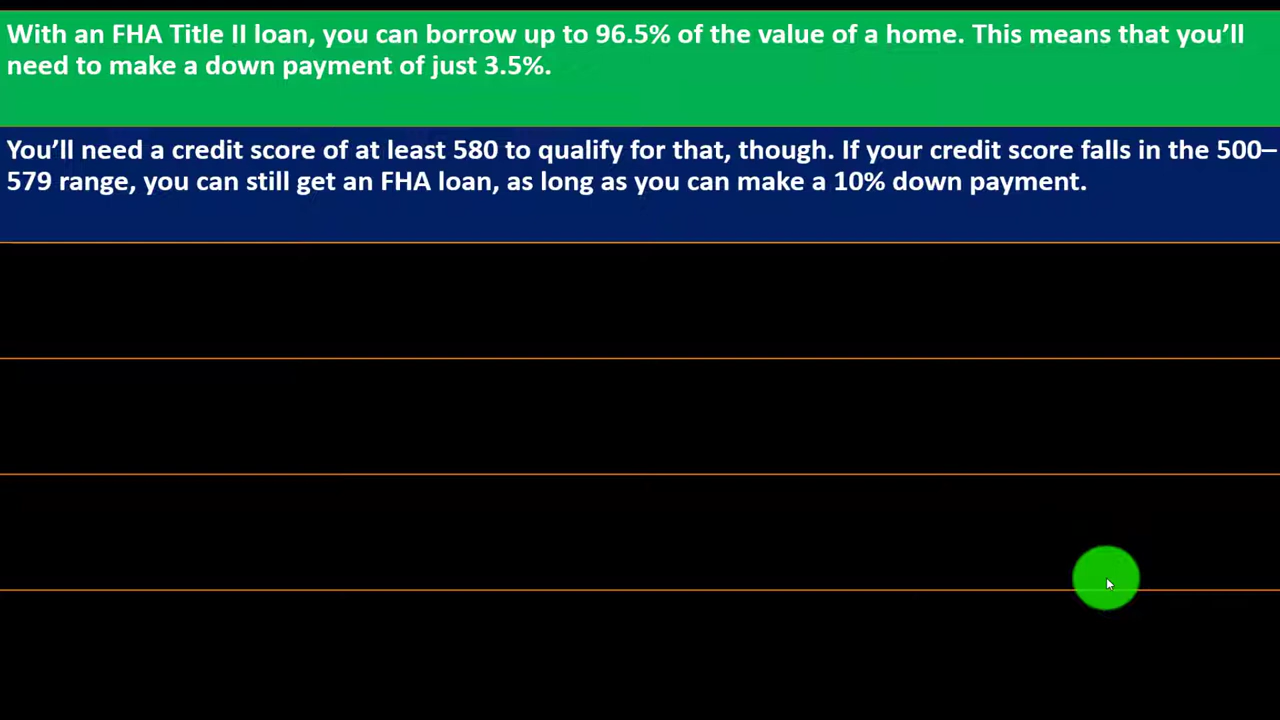 With an FHA Title II loan, you can borrow up to 96.5% of the value of a home. This means that you’ll
need to make a down payment of just 3.5%.
You’ll need a credit score of at least 580 to qualify for that, though. If your credit score falls in the 500–
579 range, you can still get an FHA loan, as long as you can make a 10% down payment.